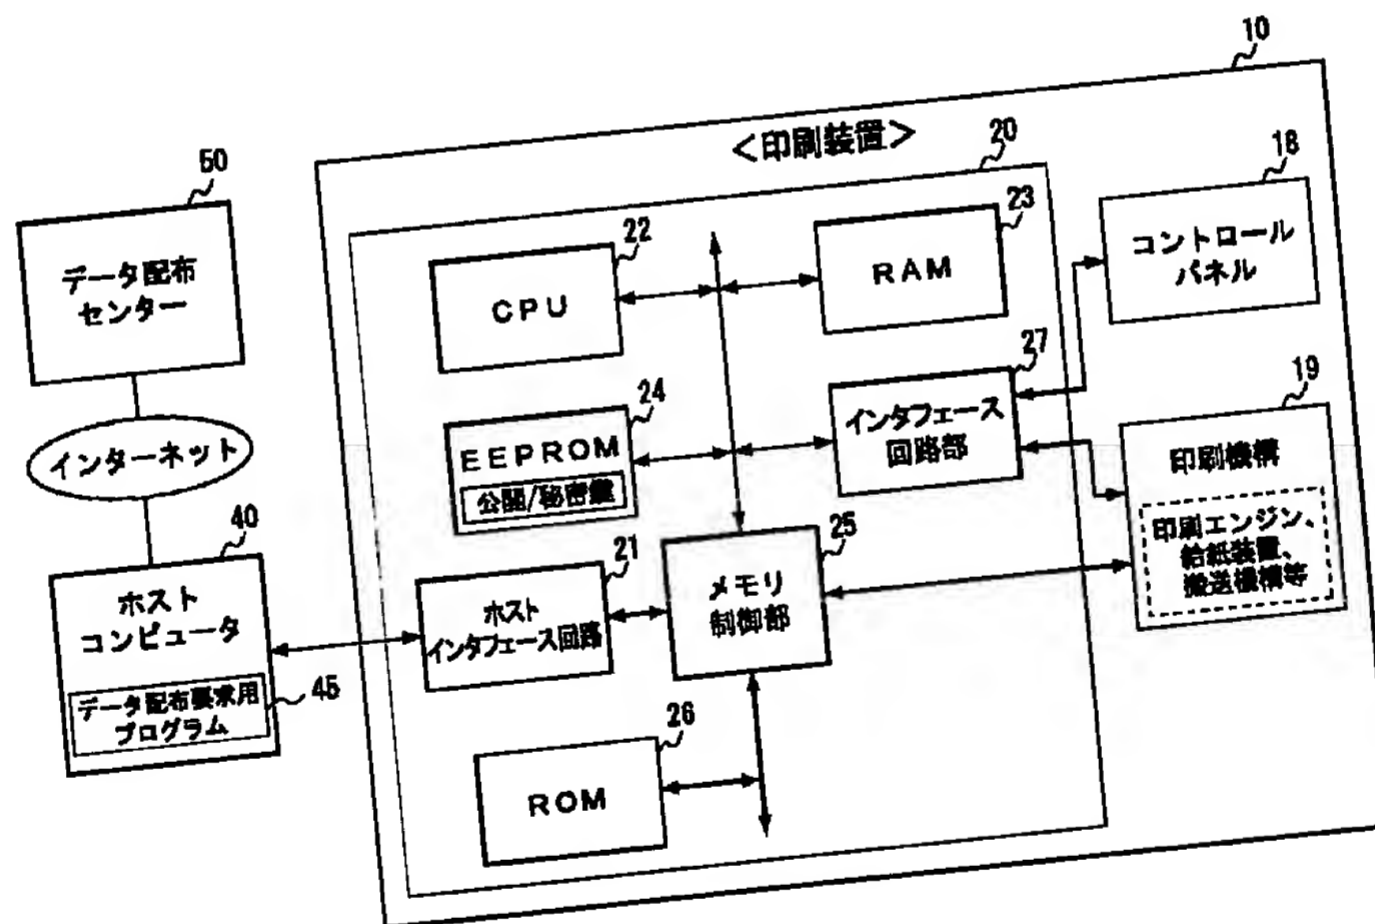 10
<印刷装置>
20
50
データ配布
センター
インターネット
40
ホスト
コンピュータ
データ配布要求用
プログラム
45
22
CPU
23
RAM
18
コントロール
パネル
24
EEPROM
公開/秘密鍵
27
インタフェース
回路部
19
印刷機構
印刷エンジン、
給紙装置、
搬送機構等
21
ホスト
インタフェース回路
25
メモリ
制御部
26
ROM